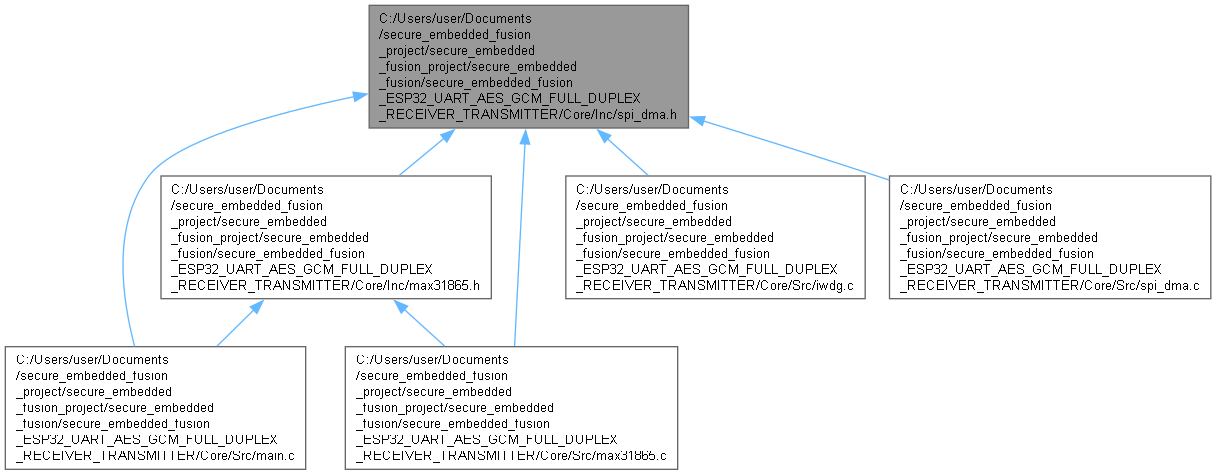 C:/Users/user/Documents
/secure_embedded_fusion
_project/secure_embedded
_fusion_project/secure_embedded
_fusion/secure_embedded_fusion
_ESP32_UART_AES_GCM_FULL_DUPLEX
_RECEIVER_TRANSMITTER/Core/Inc/spi_dma.h
C:/Users/user/Documents
/secure_embedded_fusion
_project/secure_embedded
_fusion_project/secure_embedded
_fusion/secure_embedded_fusion
_ESP32_UART_AES_GCM_FULL_DUPLEX
_RECEIVER_TRANSMITTER/Core/Inc/max31865.h
C:/Users/user/Documents
/secure_embedded_fusion
_project/secure_embedded
_fusion_project/secure_embedded
_fusion/secure_embedded_fusion
_ESP32_UART_AES_GCM_FULL_DUPLEX
_RECEIVER_TRANSMITTER/Core/Src/iwdg.c
C:/Users/user/Documents
/secure_embedded_fusion
_project/secure_embedded
_fusion_project/secure_embedded
_fusion/secure_embedded_fusion
_ESP32_UART_AES_GCM_FULL_DUPLEX
_RECEIVER_TRANSMITTER/Core/Src/spi_dma.c
C:/Users/user/Documents
/secure_embedded_fusion
_project/secure_embedded
_fusion_project/secure_embedded
_fusion/secure_embedded_fusion
_ESP32_UART_AES_GCM_FULL_DUPLEX
_RECEIVER_TRANSMITTER/Core/Src/main.c
C:/Users/user/Documents
/secure_embedded_fusion
_project/secure_embedded
_fusion_project/secure_embedded
_fusion/secure_embedded_fusion
_ESP32_UART_AES_GCM_FULL_DUPLEX
_RECEIVER_TRANSMITTER/Core/Src/max31865.c